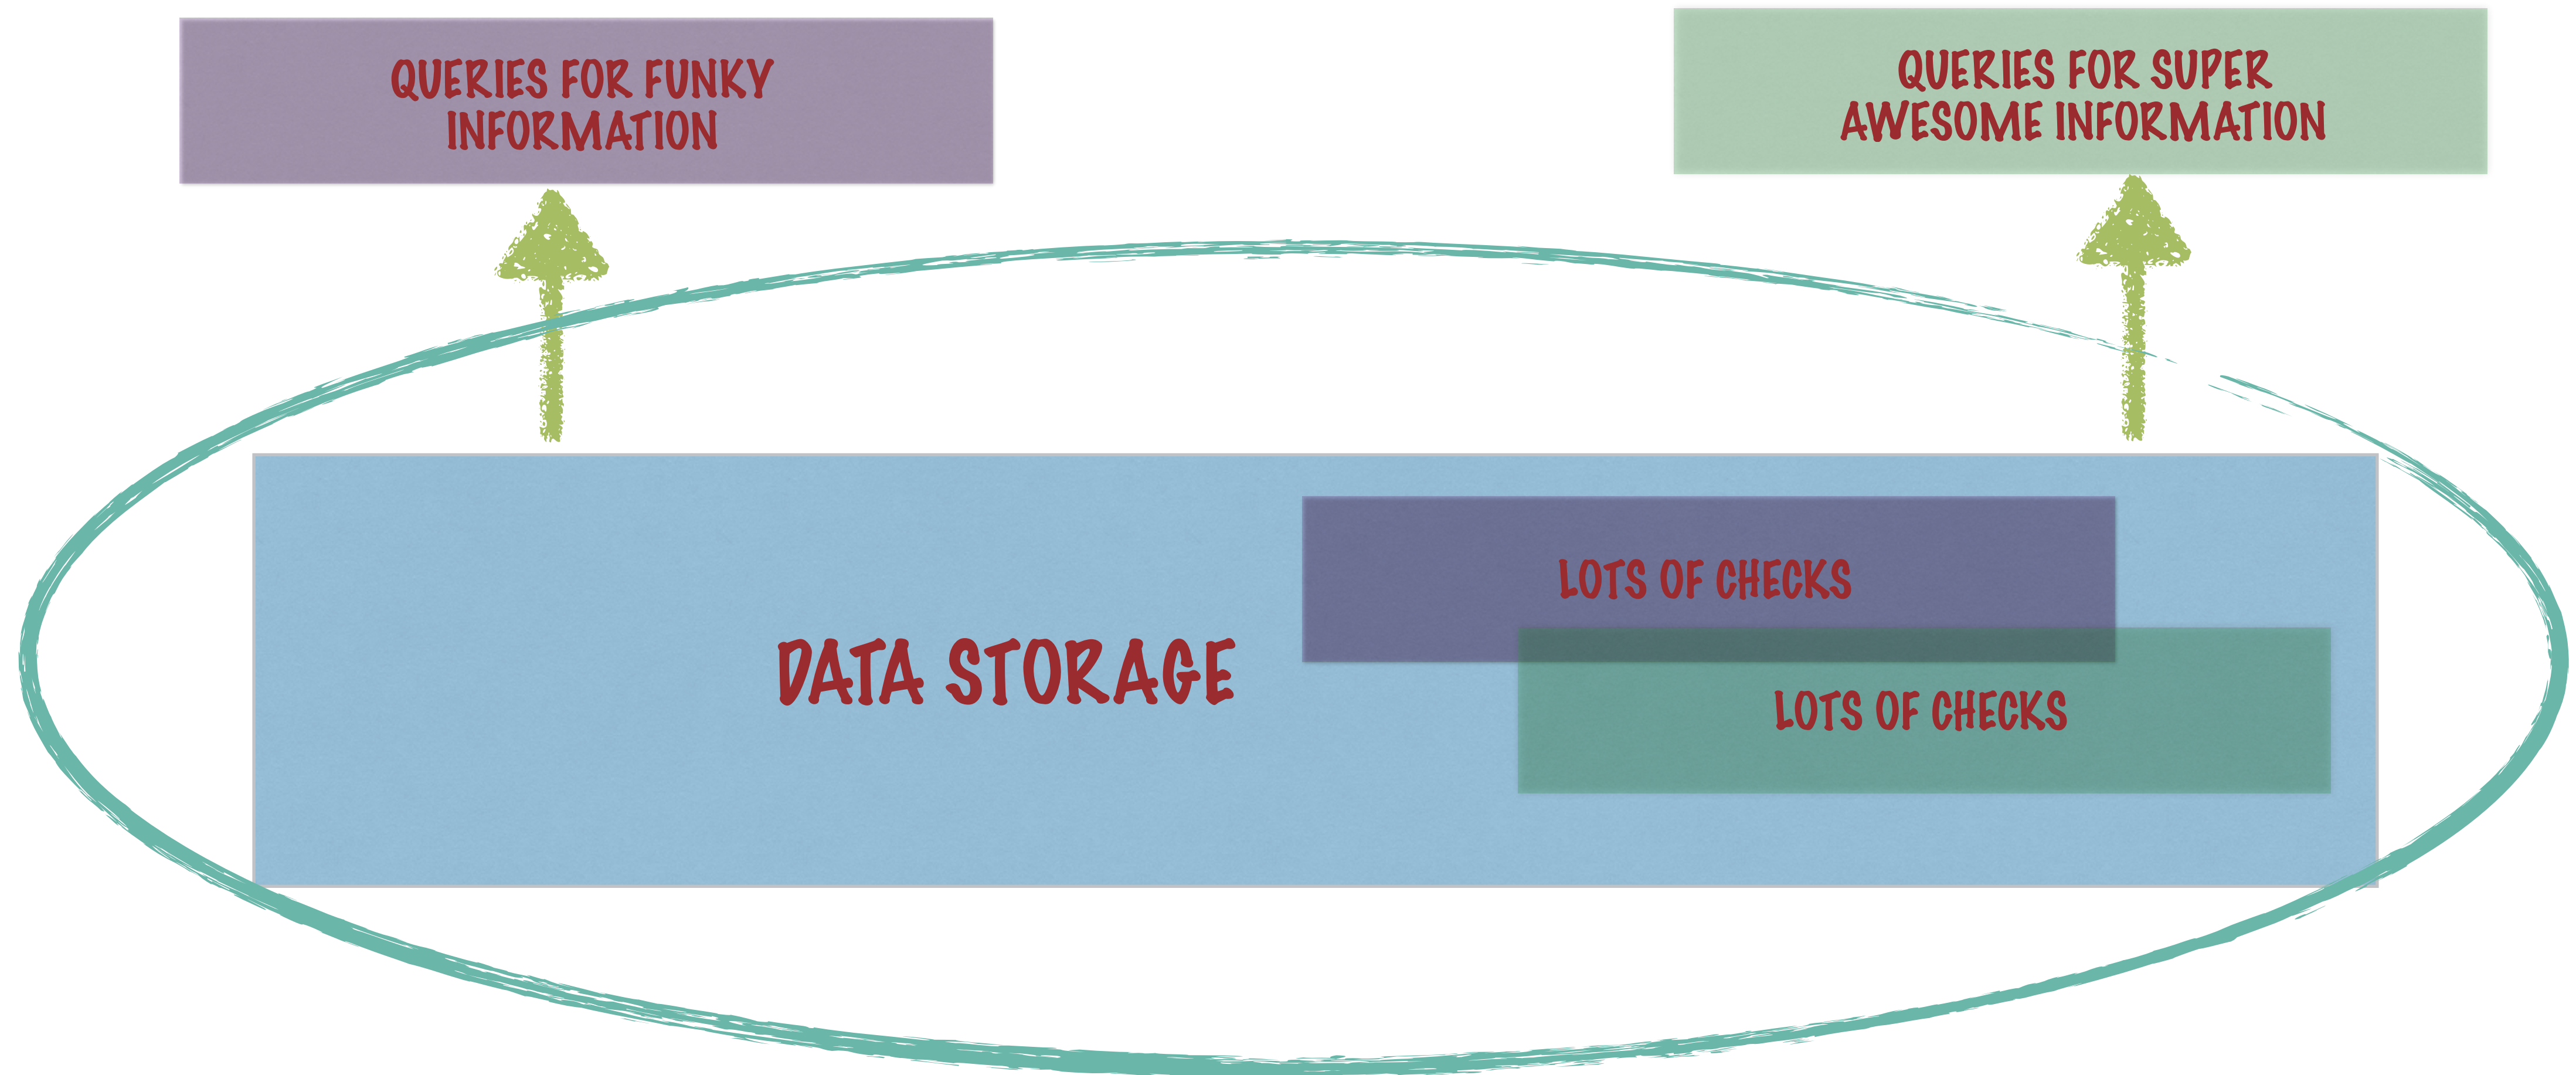 QUERIES FOR FUNKY
INFORMATION
QUERIES FOR SUPER
AWESOME INFORMATION
LOTS OF CHECKS
DATA STORAGE
LOTS OF CHECKS